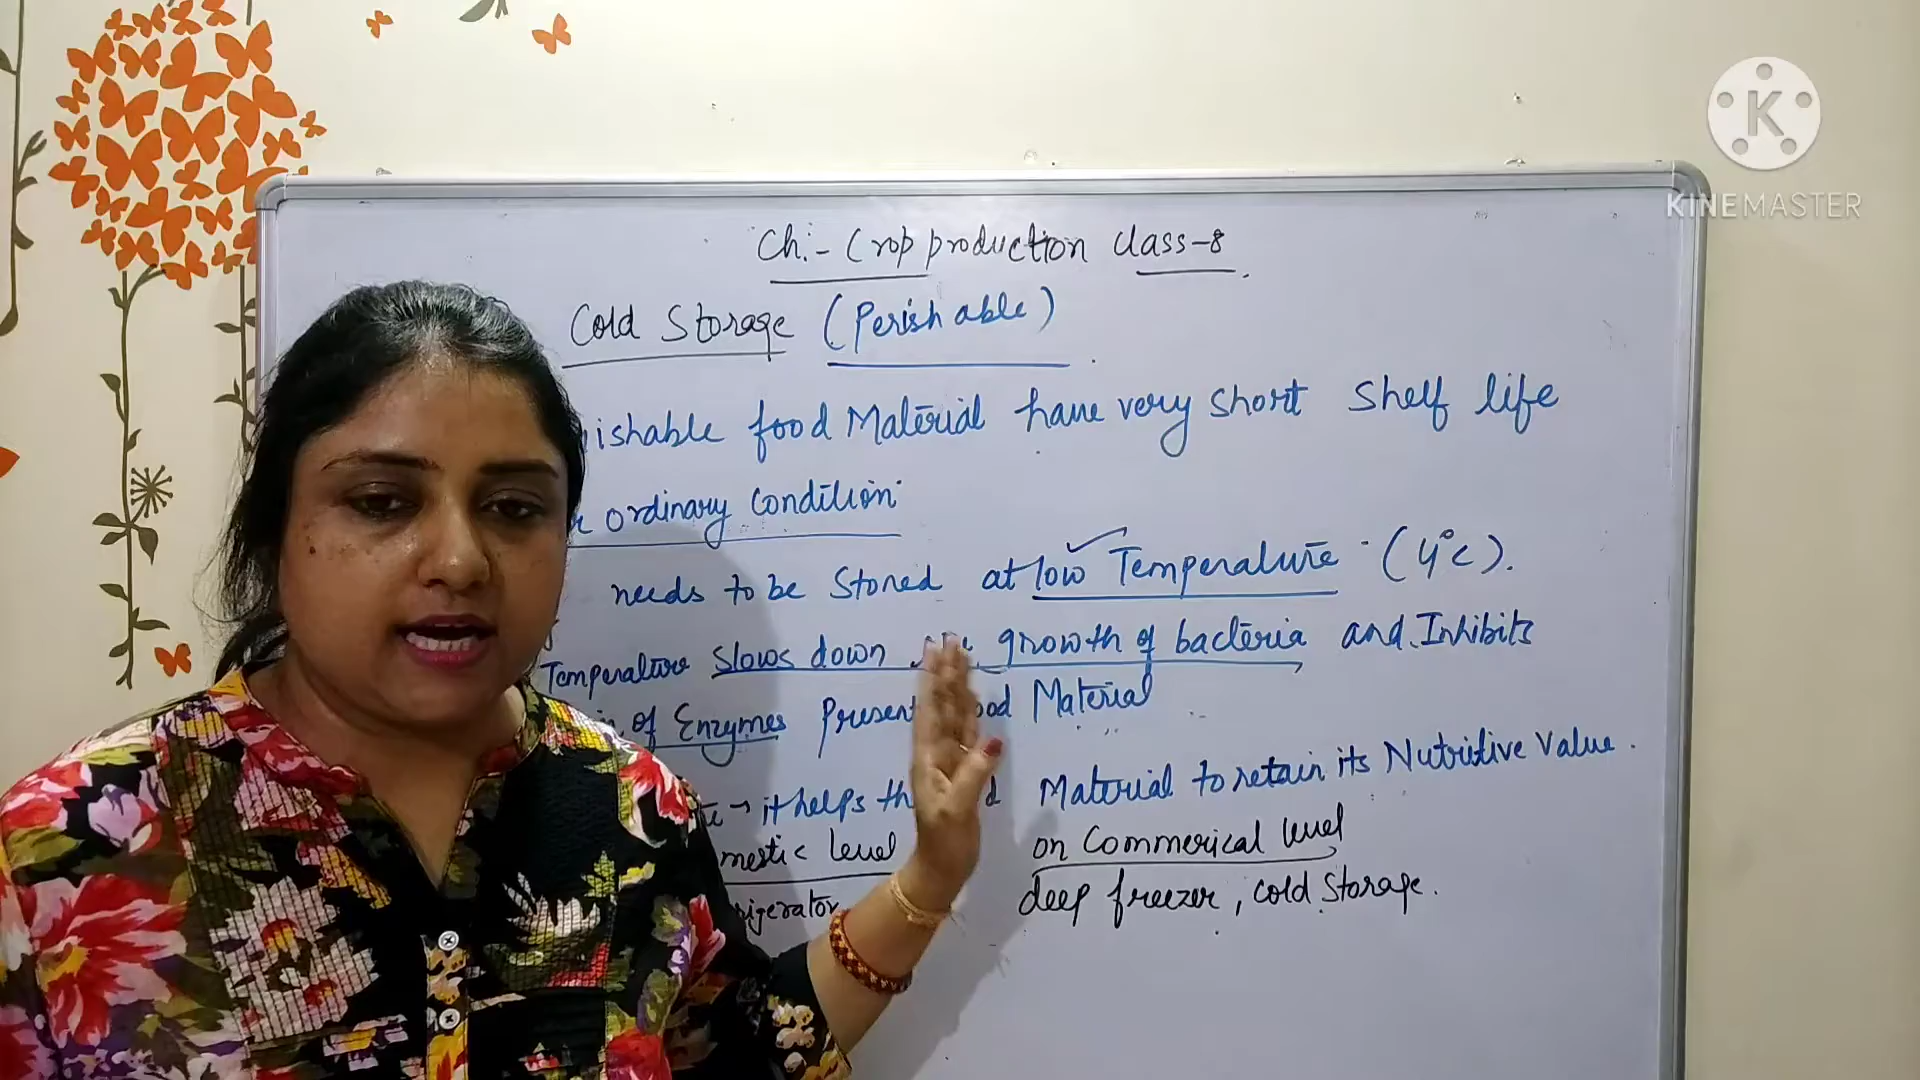 Ch:- Crop production Class-8
Cold Storage (Perishable)
ishable food Material have very short Shelf life
ordinary Condition
needs to be Stored at low Temperature (4°C).
Temperature Slows down growth of bacteria and Inhibits
of Enzymes Present ood Material
it helps th d Material to retain its Nutritive Value.
mestic level on Commerical level
rigerator deep freezer, Cold Storage.
K
KINEMASTER